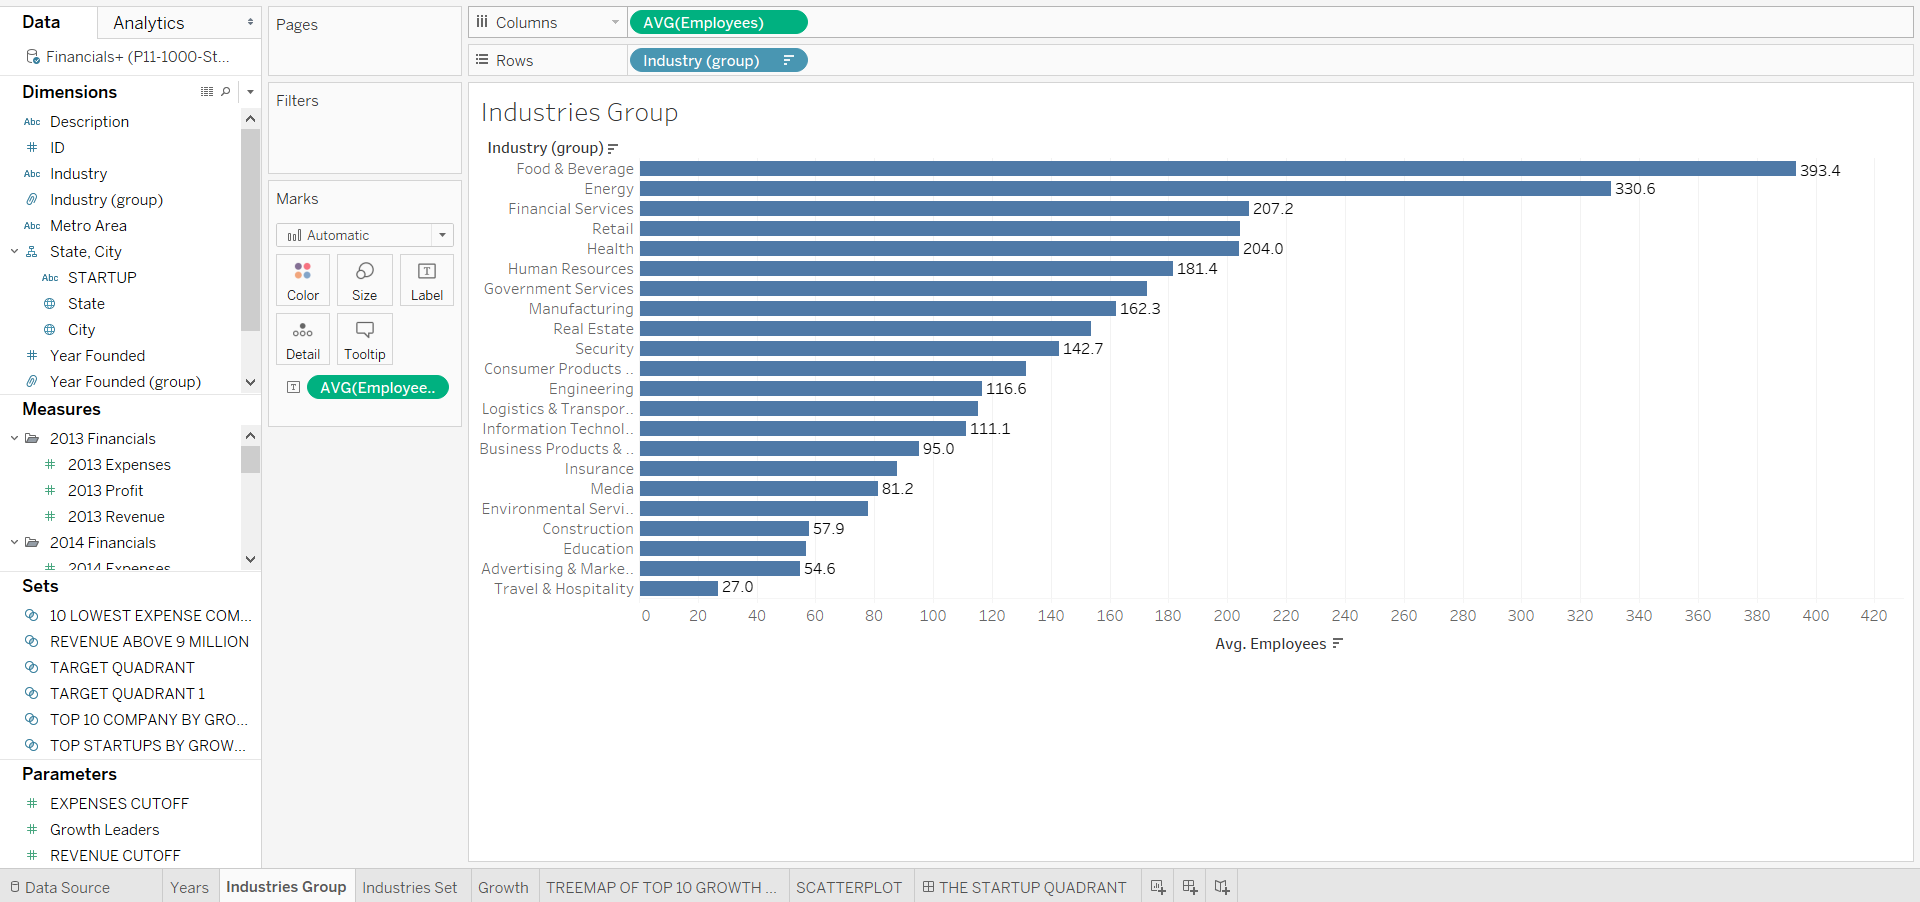 Data
Analytics
Financials+ (P11-1000-St...
Dimensions
Abc Description
# ID
Abc Industry
Industry (group)
Abc Metro Area
State, City
Abc STARTUP
State
City
# Year Founded
Year Founded (group)
Measures
2013 Financials
# 2013 Expenses
# 2013 Profit
# 2013 Revenue
2014 Financials
# 2014 Expenses
Sets
10 LOWEST EXPENSE COM...
REVENUE ABOVE 9 MILLION
TARGET QUADRANT
TARGET QUADRANT 1
TOP 10 COMPANY BY GRO...
TOP STARTUPS BY GROW...
Parameters
# EXPENSES CUTOFF
# Growth Leaders
# REVENUE CUTOFF
Pages
Filters
Marks
Automatic
Color
Size
T Label
Detail
Tooltip
T AVG(Employee..
Columns
AVG(Employees)
Rows
Industry (group)
Industries Group
Industry (group)
Food & Beverage 393.4
Energy 330.6
Financial Services 207.2
Retail
Health 204.0
Human Resources 181.4
Government Services
Manufacturing 162.3
Real Estate
Security 142.7
Consumer Products ..
Engineering 116.6
Logistics & Transpor..
Information Technol.. 111.1
Business Products & .. 95.0
Insurance
Media 81.2
Environmental Servi..
Construction 57.9
Education
Advertising & Marke.. 54.6
Travel & Hospitality 27.0
0 20 40 60 80 100 120 140 160 180 200 220 240 260 280 300 320 340 360 380 400 420
Avg. Employees
Data Source
Years
Industries Group
Industries Set
Growth
TREEMAP OF TOP 10 GROWTH ...
SCATTERPLOT
THE STARTUP QUADRANT